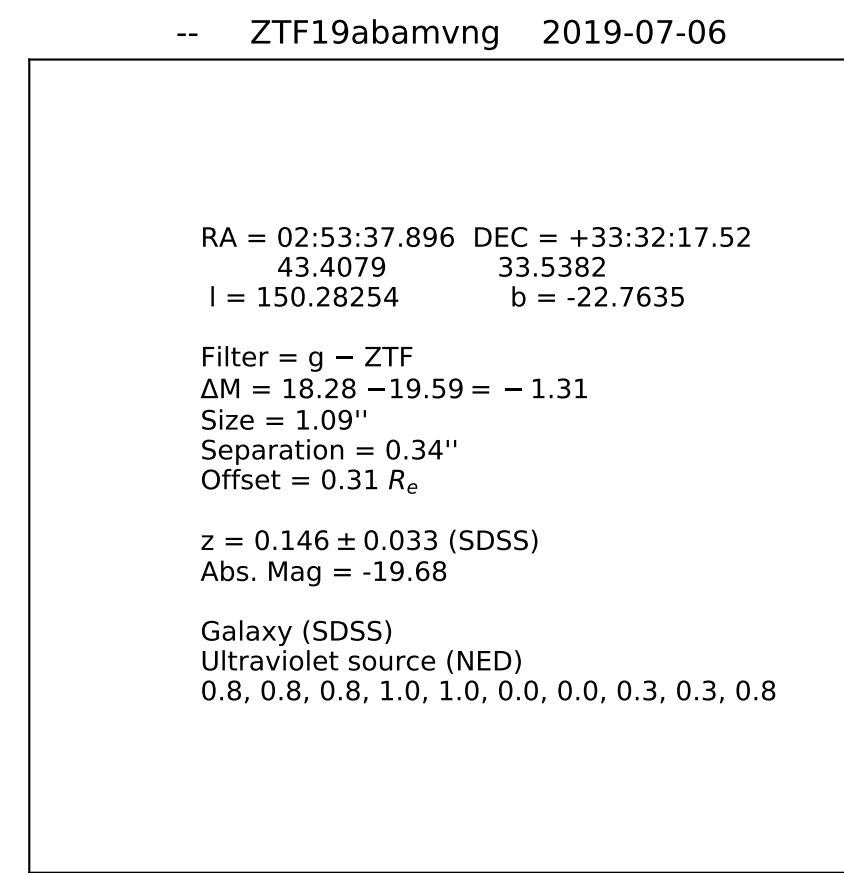 -- ZTF19abamvng 2019-07-06
RA = 02:53:37.896 DEC = +33:32:17.52
43.4079 33.5382
l = 150.28254 b = -22.7635
Filter = g − ZTF
ΔM = 18.28 −19.59 = − 1.31
Size = 1.09''
Separation = 0.34''
Offset = 0.31 Rₑ
z = 0.146 ± 0.033 (SDSS)
Abs. Mag = -19.68
Galaxy (SDSS)
Ultraviolet source (NED)
0.8, 0.8, 0.8, 1.0, 1.0, 0.0, 0.0, 0.3, 0.3, 0.8